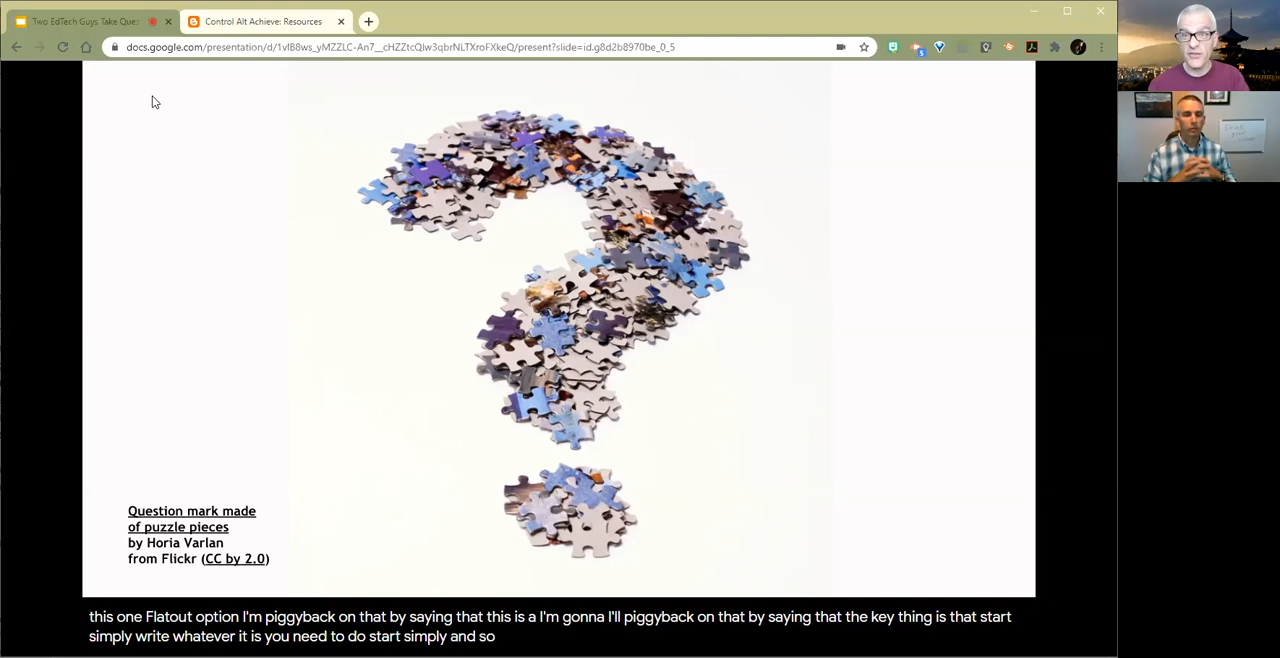 Two EdTech Guys Take Que
Control Alt Achieve: Resources
docs.google.com/presentation/d/1vlB8ws_yMZZLC-An7__cHZZtcQlw3qbrNLTXroFXkeQ/present?slide=id.g8d2b8970be_0_5
Question mark made
of puzzle pieces
by Horia Varlan
from Flickr (CC by 2.0)
this one Flatout option I'm piggyback on that by saying that this is a I'm gonna I'll piggyback on that by saying that the key thing is that start
simply write whatever it is you need to do start simply and so